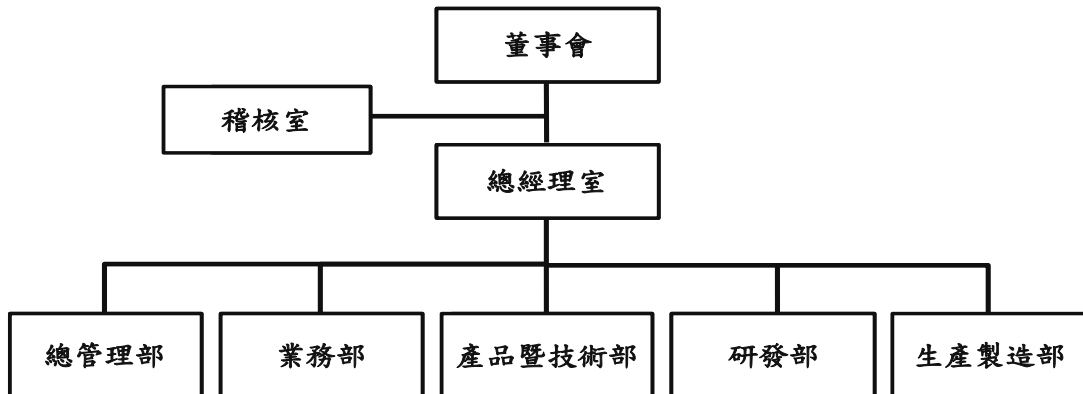 董事會
稽核室
總經理室
總管理部
業務部
產品暨技術部
研發部
生產製造部